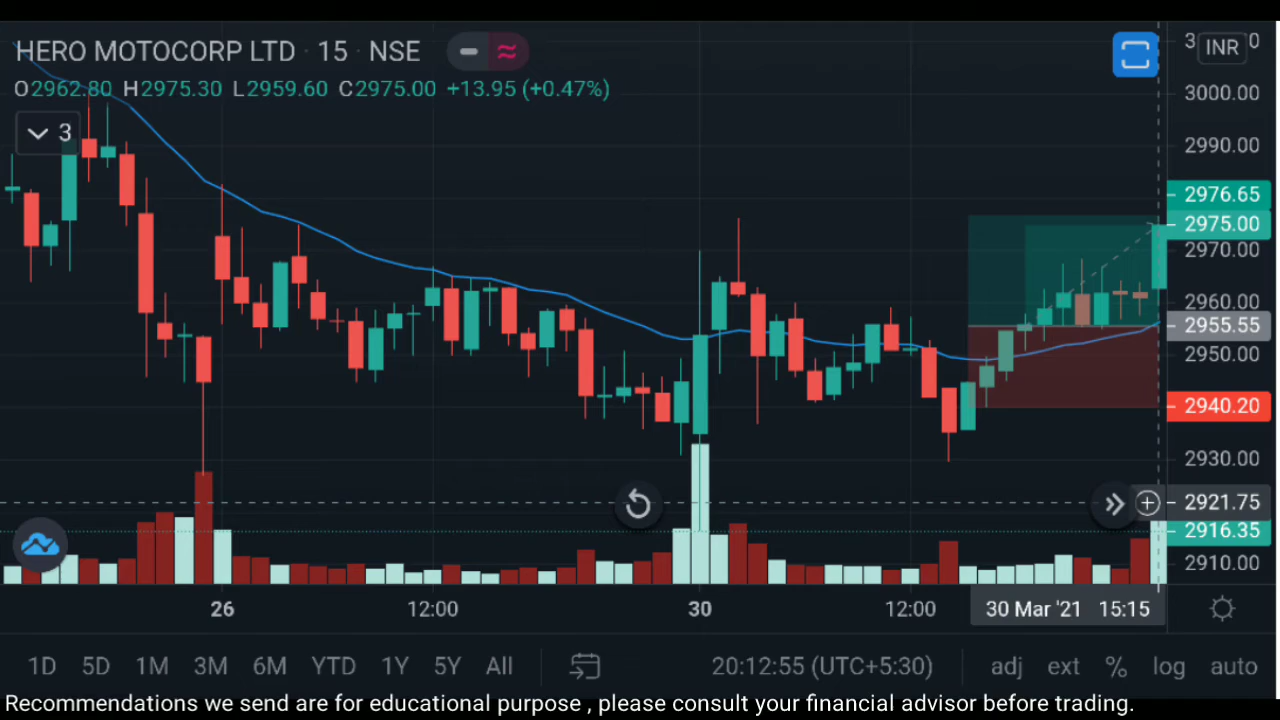 HERO MOTOCORP LTD · 15 · NSE
O2962.80 H2975.30 L2959.60 C2975.00 +13.95 (+0.47%)
3
INR
3000.00
2990.00
2976.65
2975.00
2970.00
2960.00
2955.55
2950.00
2940.20
2930.00
2921.75
2916.35
2910.00
26 12:00 30 12:00 30 Mar '21 15:15
1D 5D 1M 3M 6M YTD 1Y 5Y All 20:12:55 (UTC+5:30) adj ext % log auto
Recommendations we send are for educational purpose , please consult your financial advisor before trading.